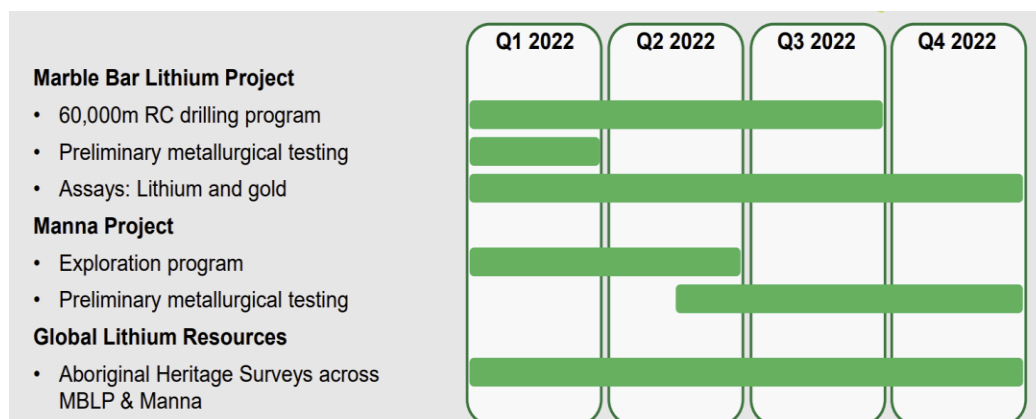 Q1 2022 Q2 2022 Q3 2022 Q4 2022
Marble Bar Lithium Project
• 60,000m RC drilling program
• Preliminary metallurgical testing
• Assays: Lithium and gold
Manna Project
• Exploration program
• Preliminary metallurgical testing
Global Lithium Resources
• Aboriginal Heritage Surveys across
MBLP & Manna